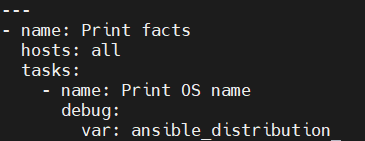 ---
- name: Print facts
  hosts: all
  tasks:
    - name: Print OS name
      debug:
        var: ansible_distribution_